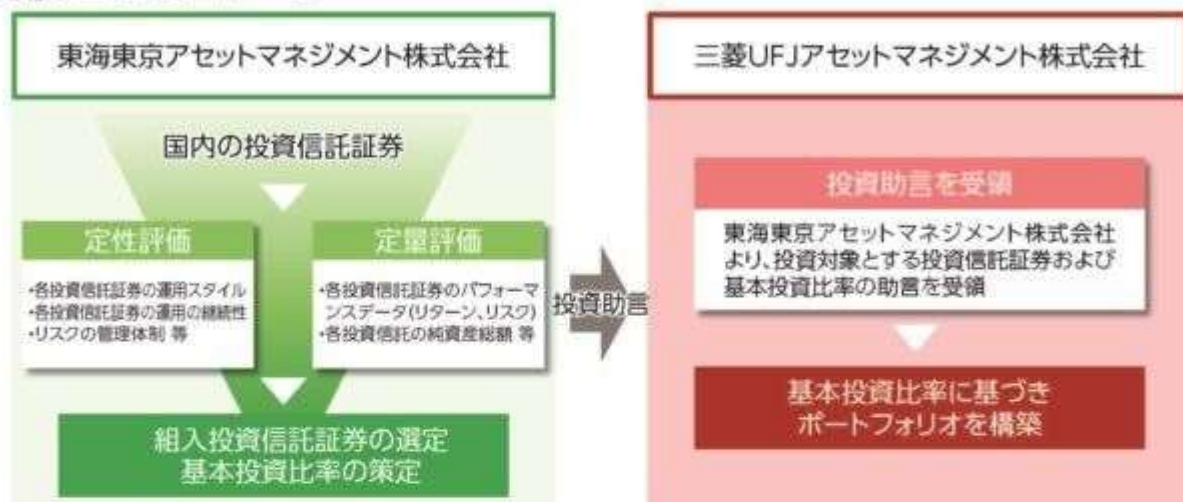 東海東京アセットマネジメント株式会社
国内の投資信託証券
定性評価
・各投資信託証券の運用スタイル
・各投資信託証券の運用の継続性
・リスクの管理体制 等
定量評価
・各投資信託証券のパフォーマ
ンスデータ(リターン、リスク)
・各投資信託の純資産総額 等
組入投資信託証券の選定
基本投資比率の策定
投資助言
三菱UFJアセットマネジメント株式会社
投資助言を受領
東海東京アセットマネジメント株式会社
より、投資対象とする投資信託証券および
基本投資比率の助言を受領
基本投資比率に基づき
ポートフォリオを構築